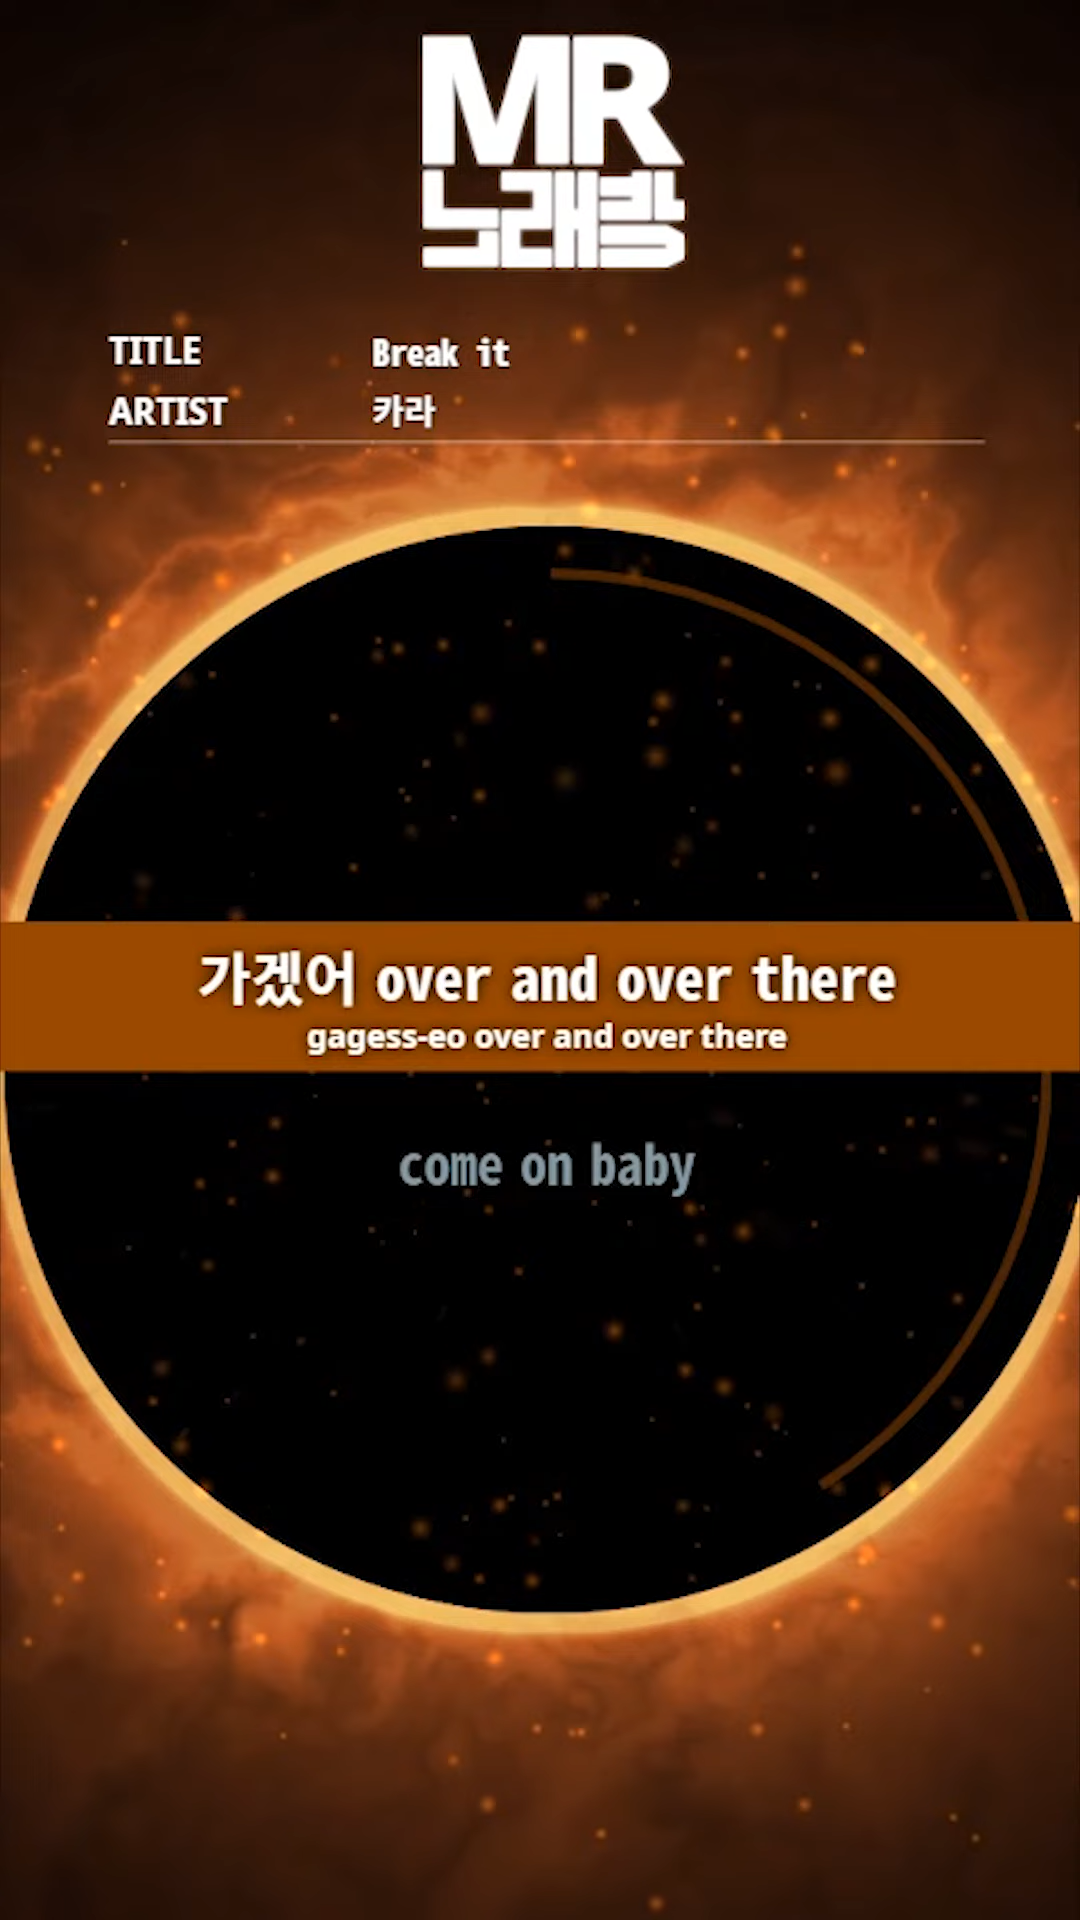 MR
노래방
TITLE Break it
ARTIST 카라
가겠어 over and over there
gagess-eo over and over there
come on baby